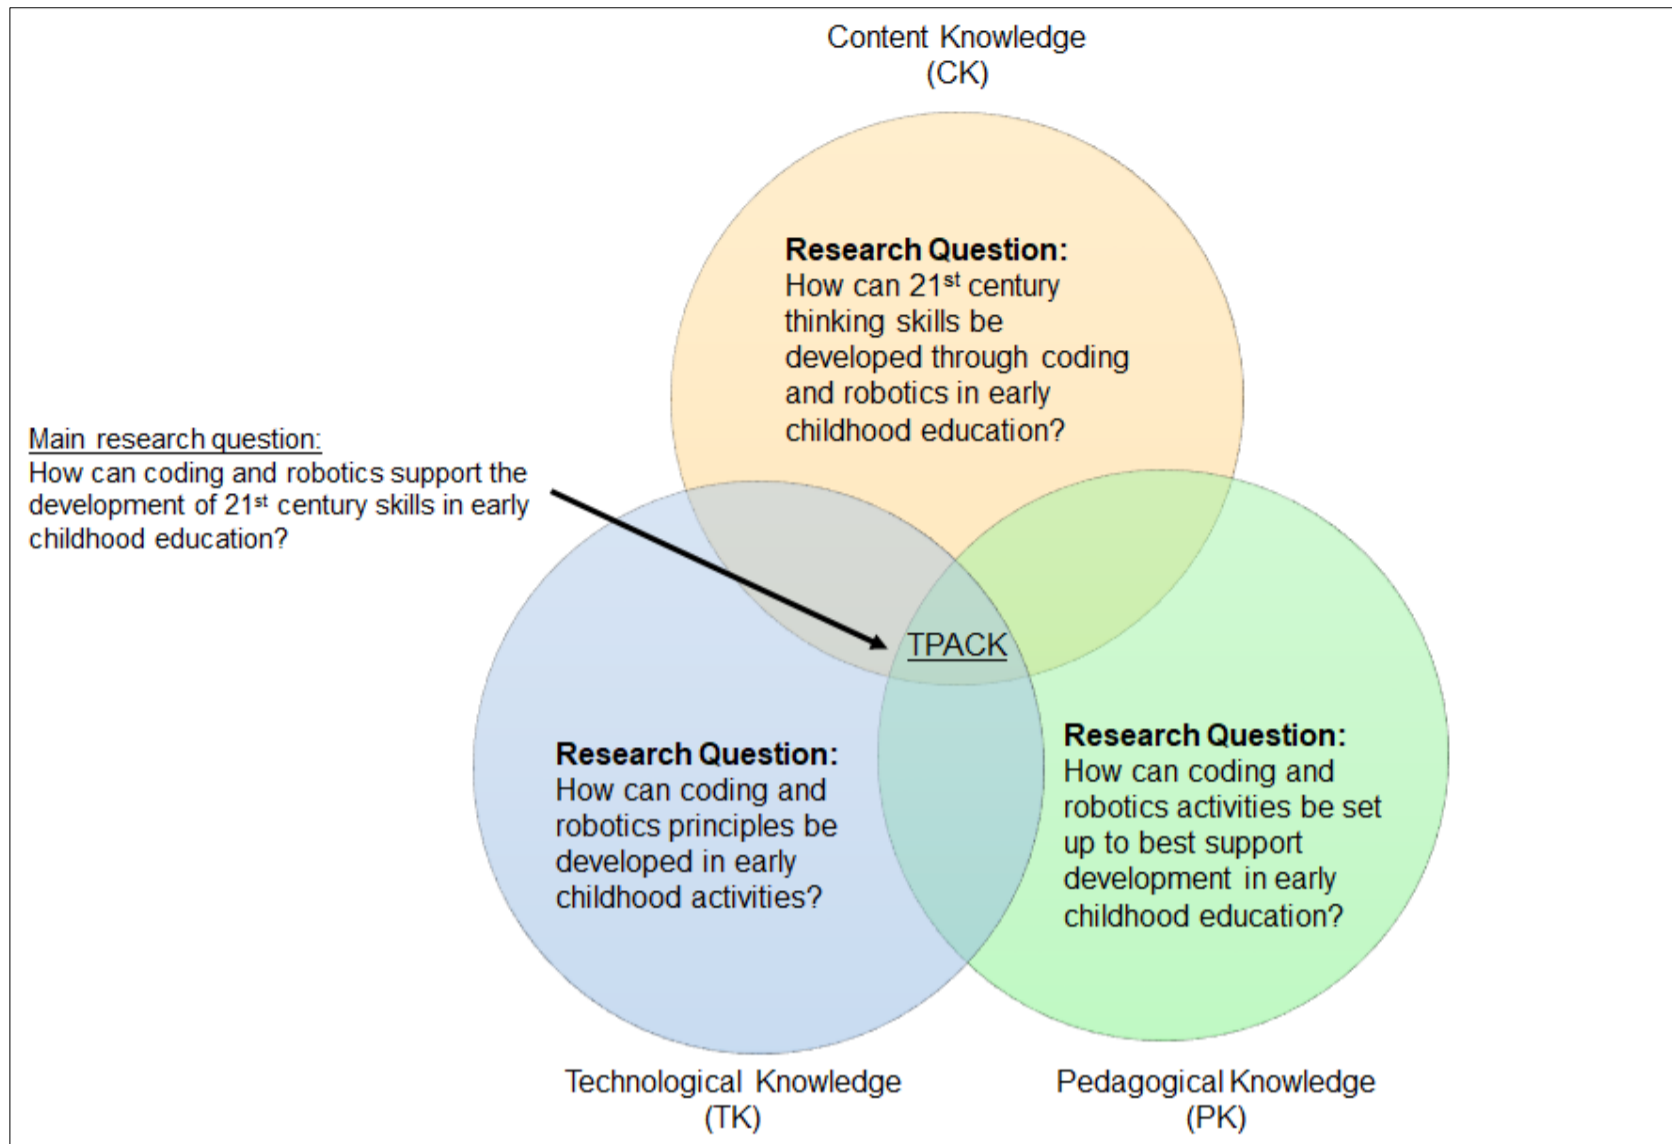 Content Knowledge
(CK)
Research Question:
How can 21st century
thinking skills be
developed through coding
and robotics in early
childhood education?
Main research question:
How can coding and robotics support the
development of 21st century skills in early
childhood education?
TPACK
Research Question:
How can coding and
robotics principles be
developed in early
childhood activities?
Research Question:
How can coding and
robotics activities be set
up to best support
development in early
childhood education?
Technological Knowledge
(TK)
Pedagogical Knowledge
(PK)